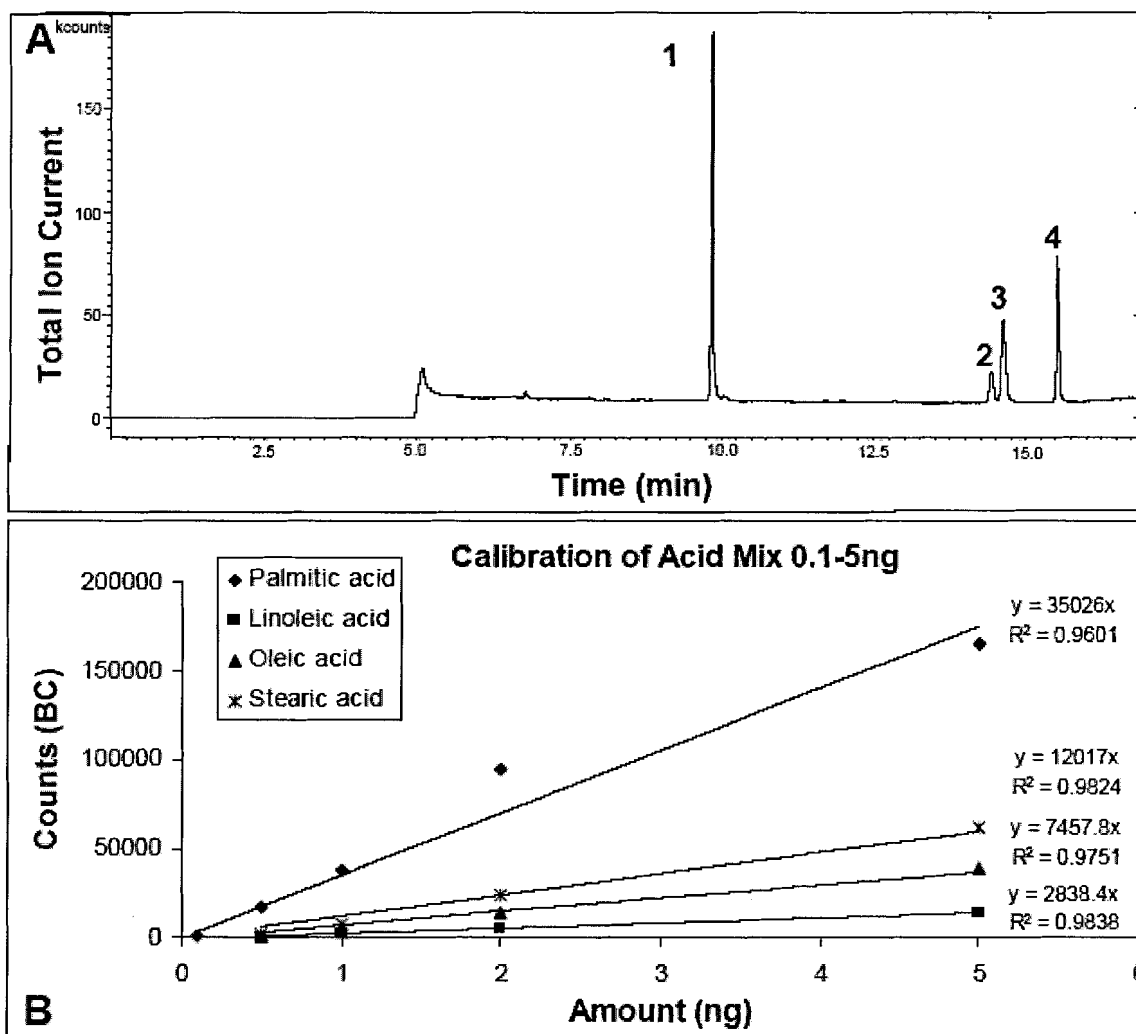 A
kcounts
Total Ion Current
150
100
50
0
1
2
3
4
2.5 5.0 7.5 10.0 12.5 15.0
Time (min)
Calibration of Acid Mix 0.1-5ng
Palmitic acid
Linoleic acid
Oleic acid
Stearic acid
Counts (BC)
200000
150000
100000
50000
0
y = 35026x
R² = 0.9601
y = 12017x
R² = 0.9824
y = 7457.8x
R² = 0.9751
y = 2838.4x
R² = 0.9838
0 1 2 3 4 5 6
Amount (ng)
B